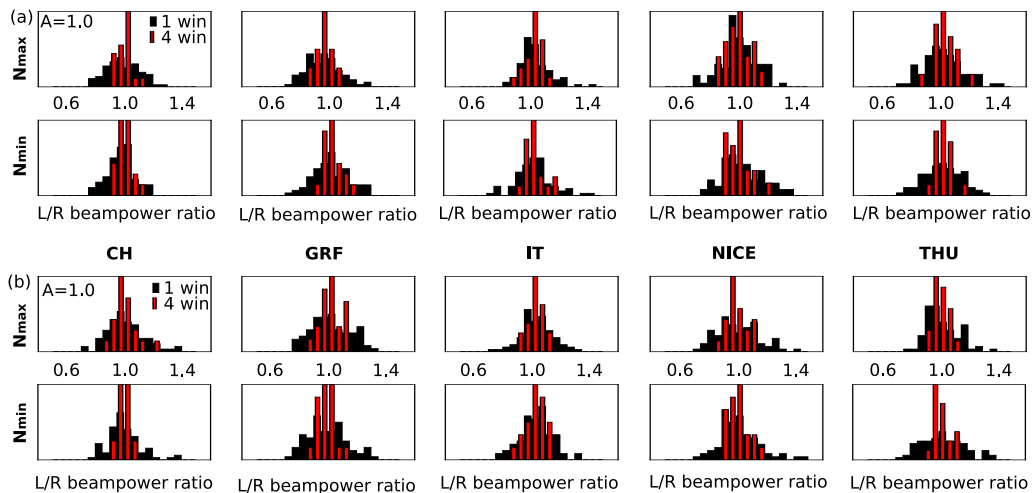 (a) A=1.0 1 win
4 win
Nmax
0.6 1.0 1.4 0.6 1.0 1.4 0.6 1.0 1.4 0.6 1.0 1.4 0.6 1.0 1.4
Nmin
L/R beampower ratio L/R beampower ratio L/R beampower ratio L/R beampower ratio L/R beampower ratio
CH GRF IT NICE THU
(b) A=1.0 1 win
4 win
Nmax
0.6 1.0 1.4 0.6 1.0 1.4 0.6 1.0 1.4 0.6 1.0 1.4 0.6 1.0 1.4
Nmin
L/R beampower ratio L/R beampower ratio L/R beampower ratio L/R beampower ratio L/R beampower ratio